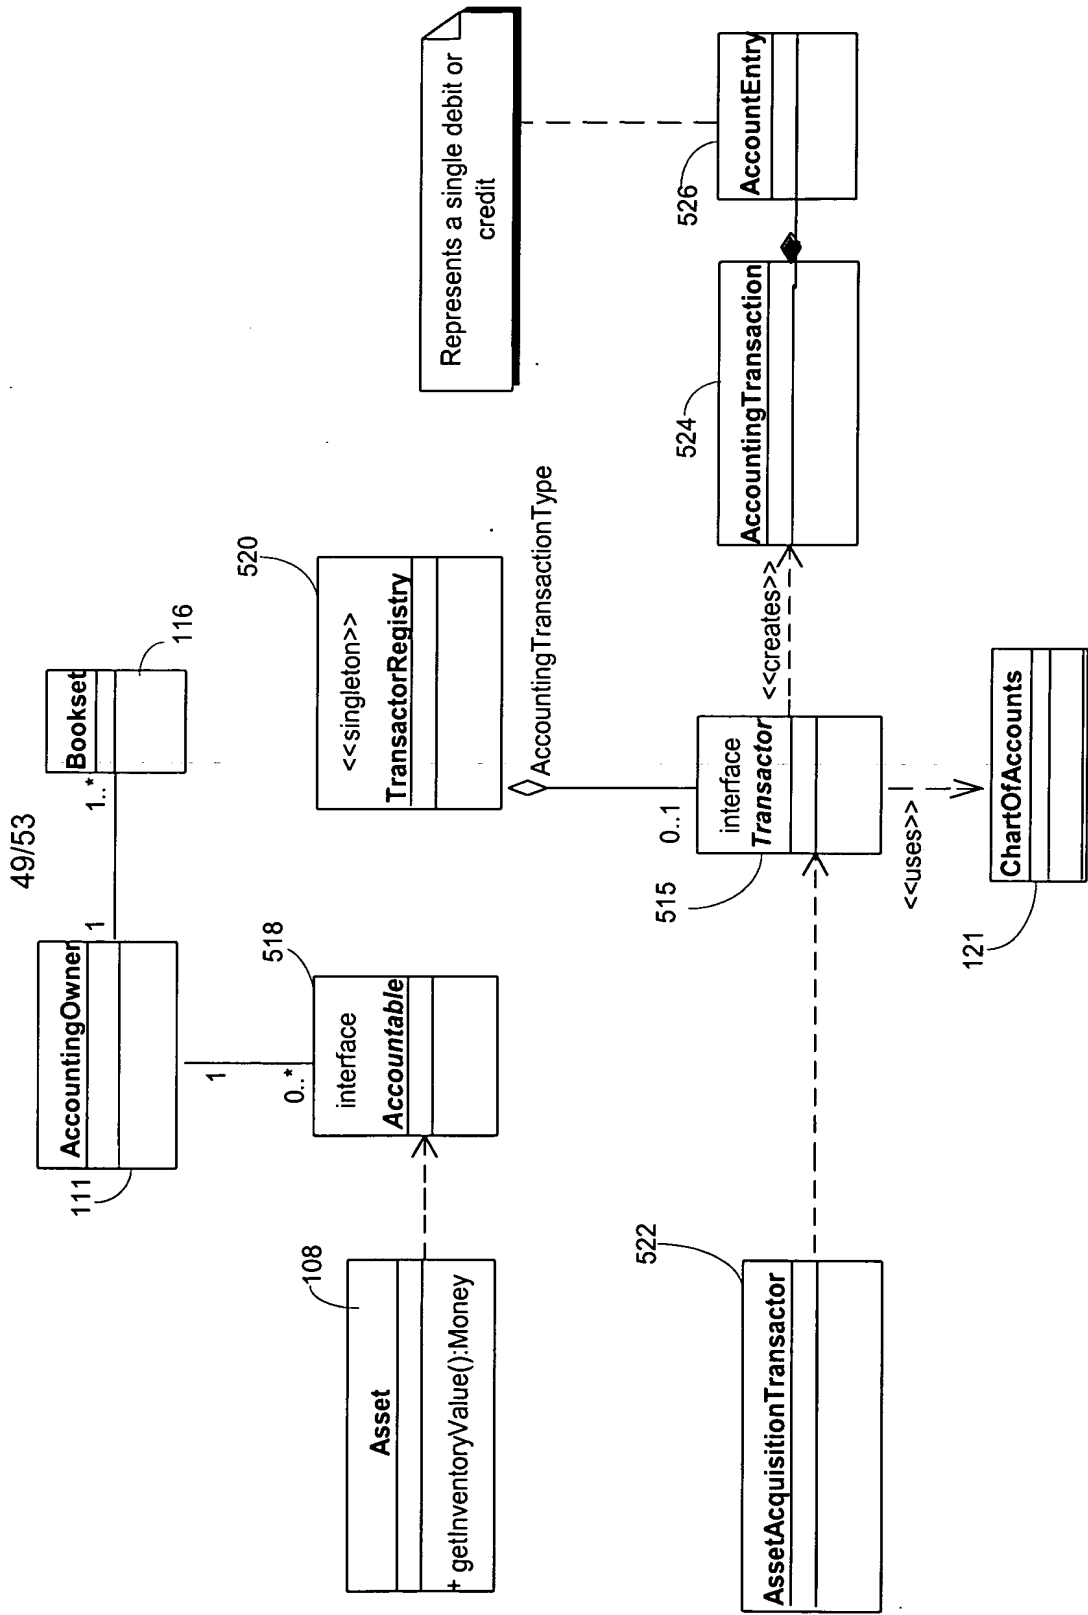 49/53
AccountingOwner
111
1
1..*
Bookset
116
1
0..*
518
interface
Accountable
108
Asset
+ getInventoryValue():Money
520
<<singleton>>
TransactorRegistry
AccountingTransactionType
0..1
Represents a single debit or
credit
522
AssetAcquisitionTransactor
515
interface
Transactor
<<creates>>
524
AccountingTransaction
526
AccountEntry
<<uses>>
121
ChartOfAccounts